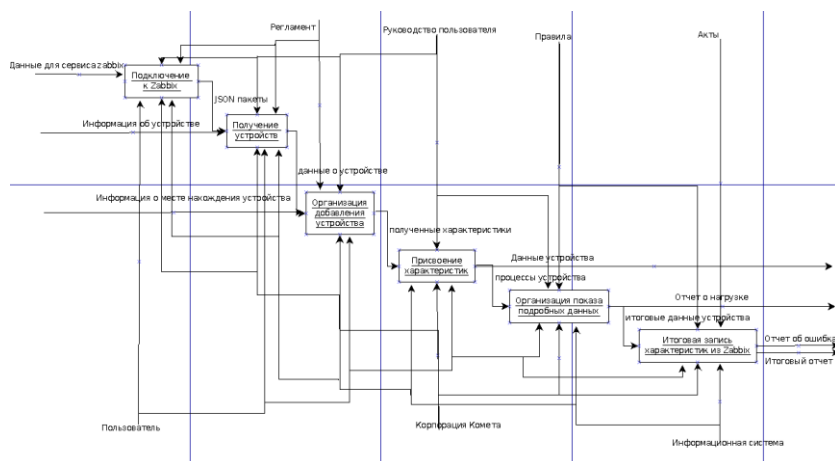 Регламент
Руководство пользователя
Правила
Акты
Данные для сервиса zabbix
Подключение
к Zabbix
JSON пакеты
Информация об устройстве
Получение
устройств
данные о устройстве
Информация о месте нахождения устройства
Организация
добавления
устройства
полученные характеристики
Присвоение
характеристик
Данные устройства
процессы устройства
Организация показа
подробных данных
Отчет о нагрузке
итоговые данные устройства
Итоговая запись
характеристик из Zabbix
Отчет об ошибка
Итоговый отчет
Пользователь
Корпорация Комета
Информационная система